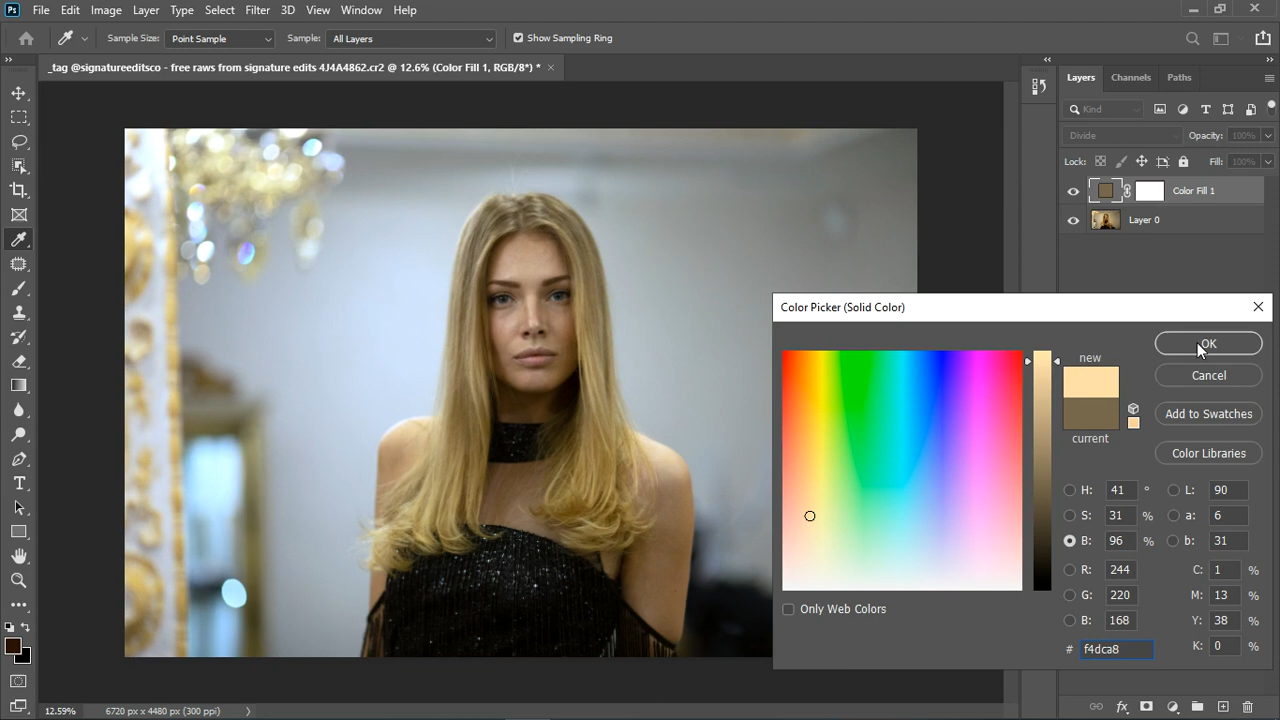 Ps File Edit Image Layer Type Select Filter 3D View Window Help
Sample Size: Point Sample Sample: All Layers Show Sampling Ring
_tag @signatureeditsco - free raws from signature edits 4J4A4862.cr2 @ 12.6% (Color Fill 1, RGB/8*) *
Layers Channels Paths
Kind
Divide Opacity: 100%
Lock: Fill: 100%
Color Fill 1
Layer 0
Color Picker (Solid Color)
new
current
OK
Cancel
Add to Swatches
Color Libraries
H: 41 ° L: 90
S: 31 % a: 6
B: 96 % b: 31
R: 244 C: 1 %
G: 220 M: 13 %
B: 168 Y: 38 %
# f4dca8 K: 0 %
Only Web Colors
12.59% 6720 px x 4480 px (300 ppi)